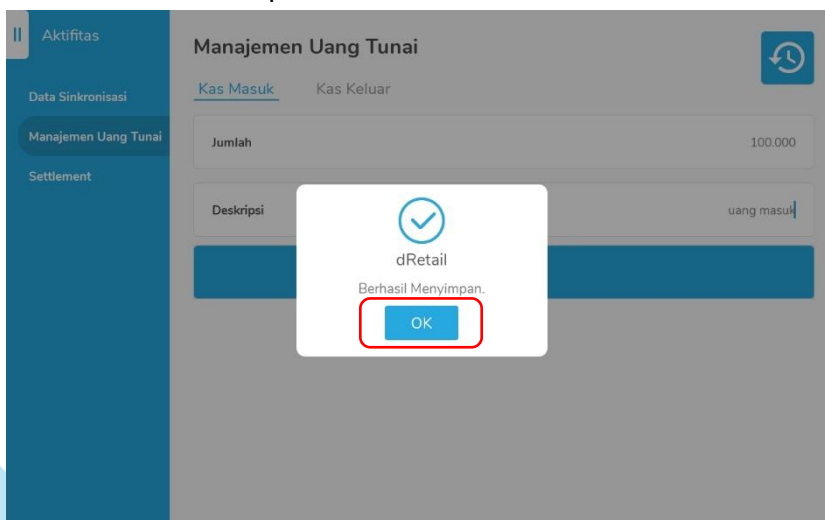 Aktifitas
Data Sinkronisasi
Manajemen Uang Tunai
Settlement
Manajemen Uang Tunai
Kas Masuk Kas Keluar
Jumlah 100.000
Deskripsi uang masuk
dRetail
Berhasil Menyimpan.
OK